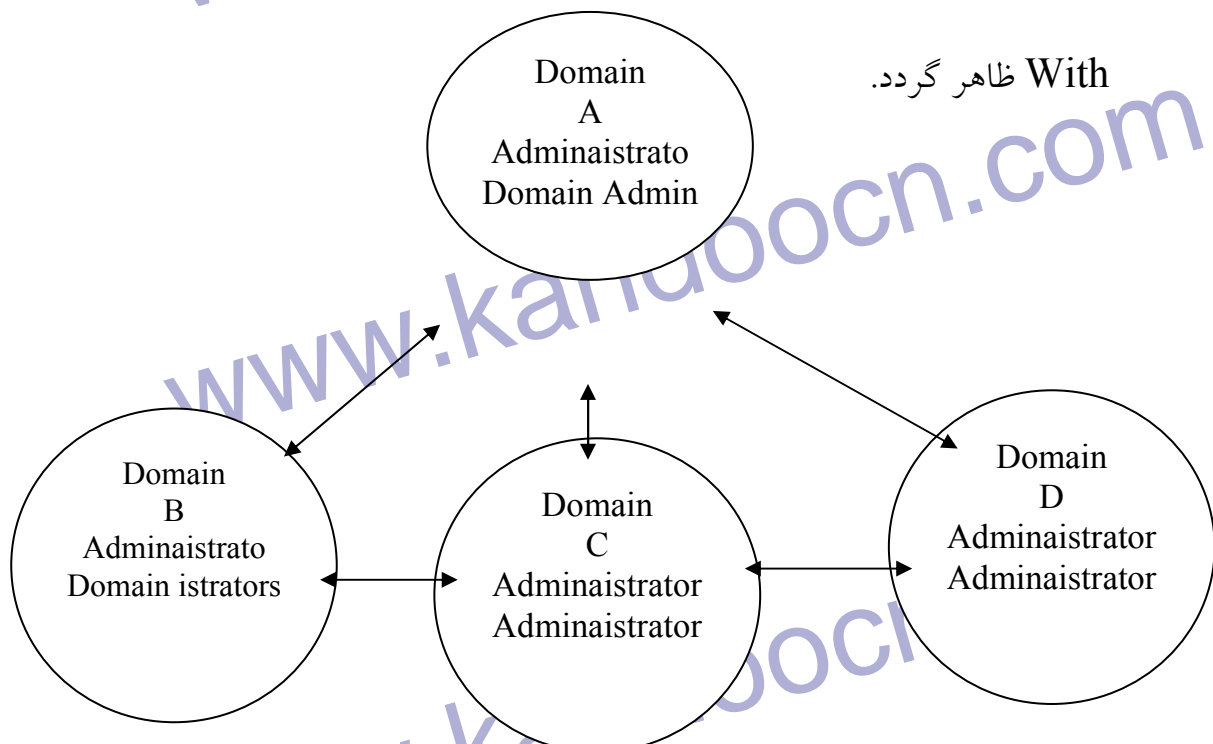 With ظاهر گردد.
Domain
A
Adminaistrato
Domain Admin
www.kandoocn.com
Domain
B
Adminaistrato
Domain istrators
Domain
C
Adminaistrator
Adminaistrator
Domain
D
Adminaistrator
Adminaistrator